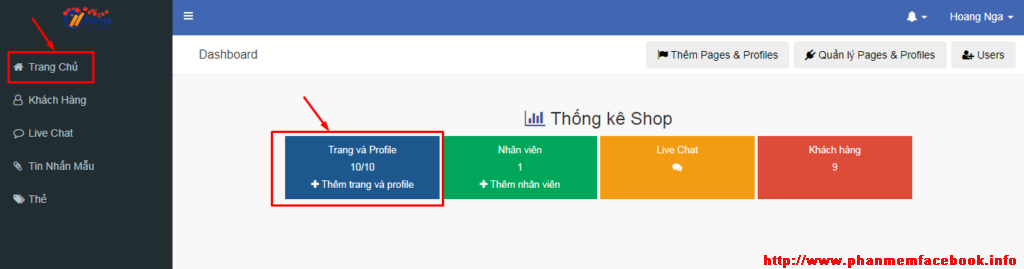 Hoang Nga
Dashboard
Thêm Pages & Profiles
Quản lý Pages & Profiles
Users
Trang Chủ
Khách Hàng
Live Chat
Tin Nhắn Mẫu
Thẻ
Thống kê Shop
Trang và Profile
10/10
Thêm trang và profile
Nhân viên
1
Thêm nhân viên
Live Chat
Khách hàng
9
http://www.phanmemfacebook.info